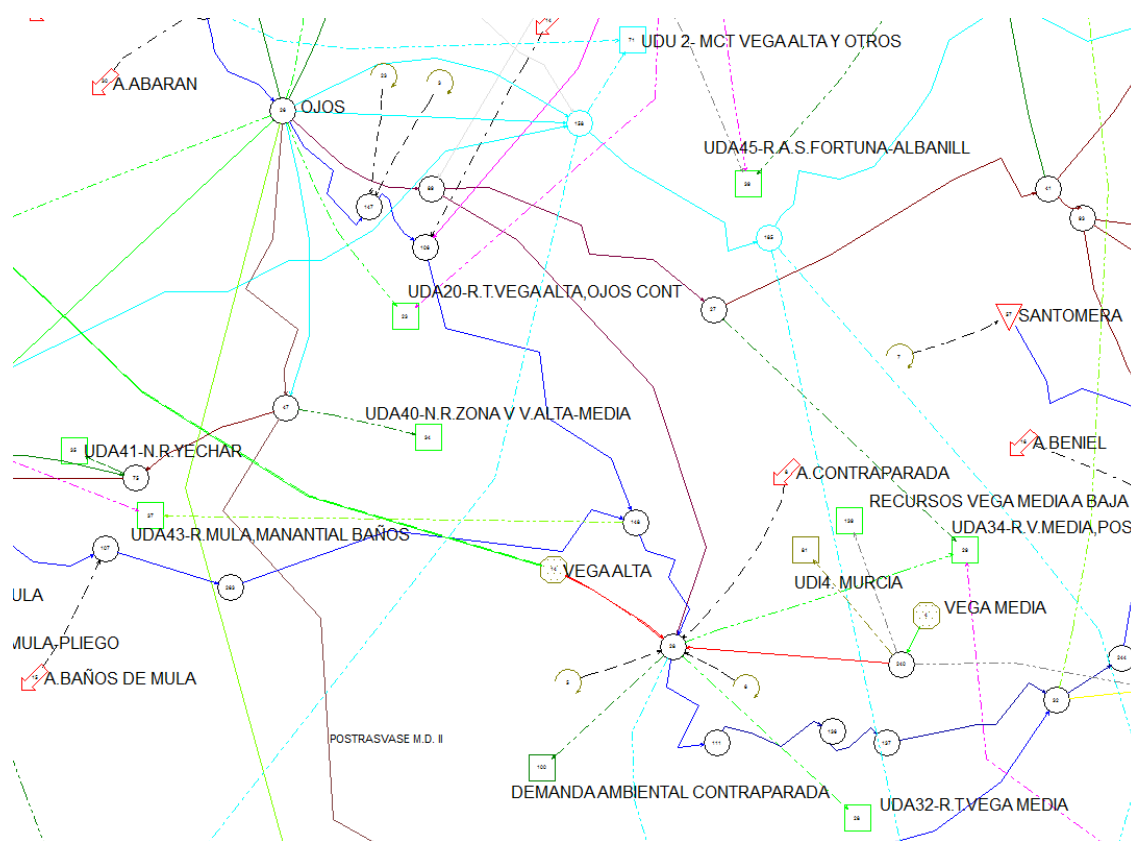 UDU 2- MCT VEGA ALTA Y OTROS
A.ABARAN
OJOS
UDA45-R.A.S.FORTUNA-ALBANILL
UDA20-R.T.VEGA ALTA,OJOS CONT
SANTOMERA
UDA40-N.R.ZONA V V.ALTA-MEDIA
UDA41-N.R.YECHAR
A.BENIEL
A.CONTRAPARADA
RECURSOS VEGA MEDIA A BAJA
UDA43-R.MULA,MANANTIAL BAÑOS
UDA34-R.V.MEDIA,POS
VEGA ALTA
UDI4. MURCIA
ULA
VEGA MEDIA
MULA-PLIEGO
A.BAÑOS DE MULA
POSTRASVASE M.D. II
DEMANDA AMBIENTAL CONTRAPARADA
UDA32-R.T.VEGA MEDIA